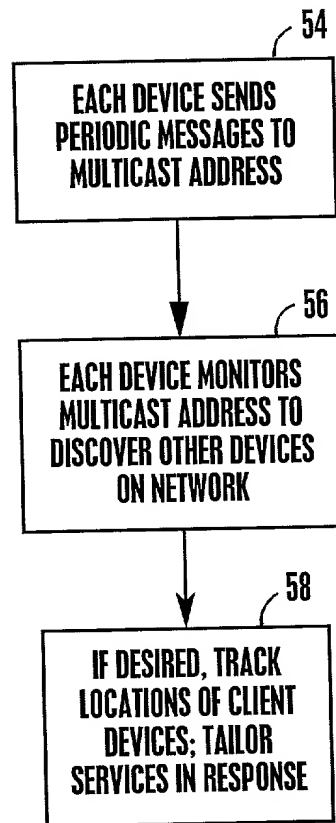 54
EACH DEVICE SENDS
PERIODIC MESSAGES TO
MULTICAST ADDRESS
56
EACH DEVICE MONITORS
MULTICAST ADDRESS TO
DISCOVER OTHER DEVICES
ON NETWORK
58
IF DESIRED, TRACK
LOCATIONS OF CLIENT
DEVICES; TAILOR
SERVICES IN RESPONSE